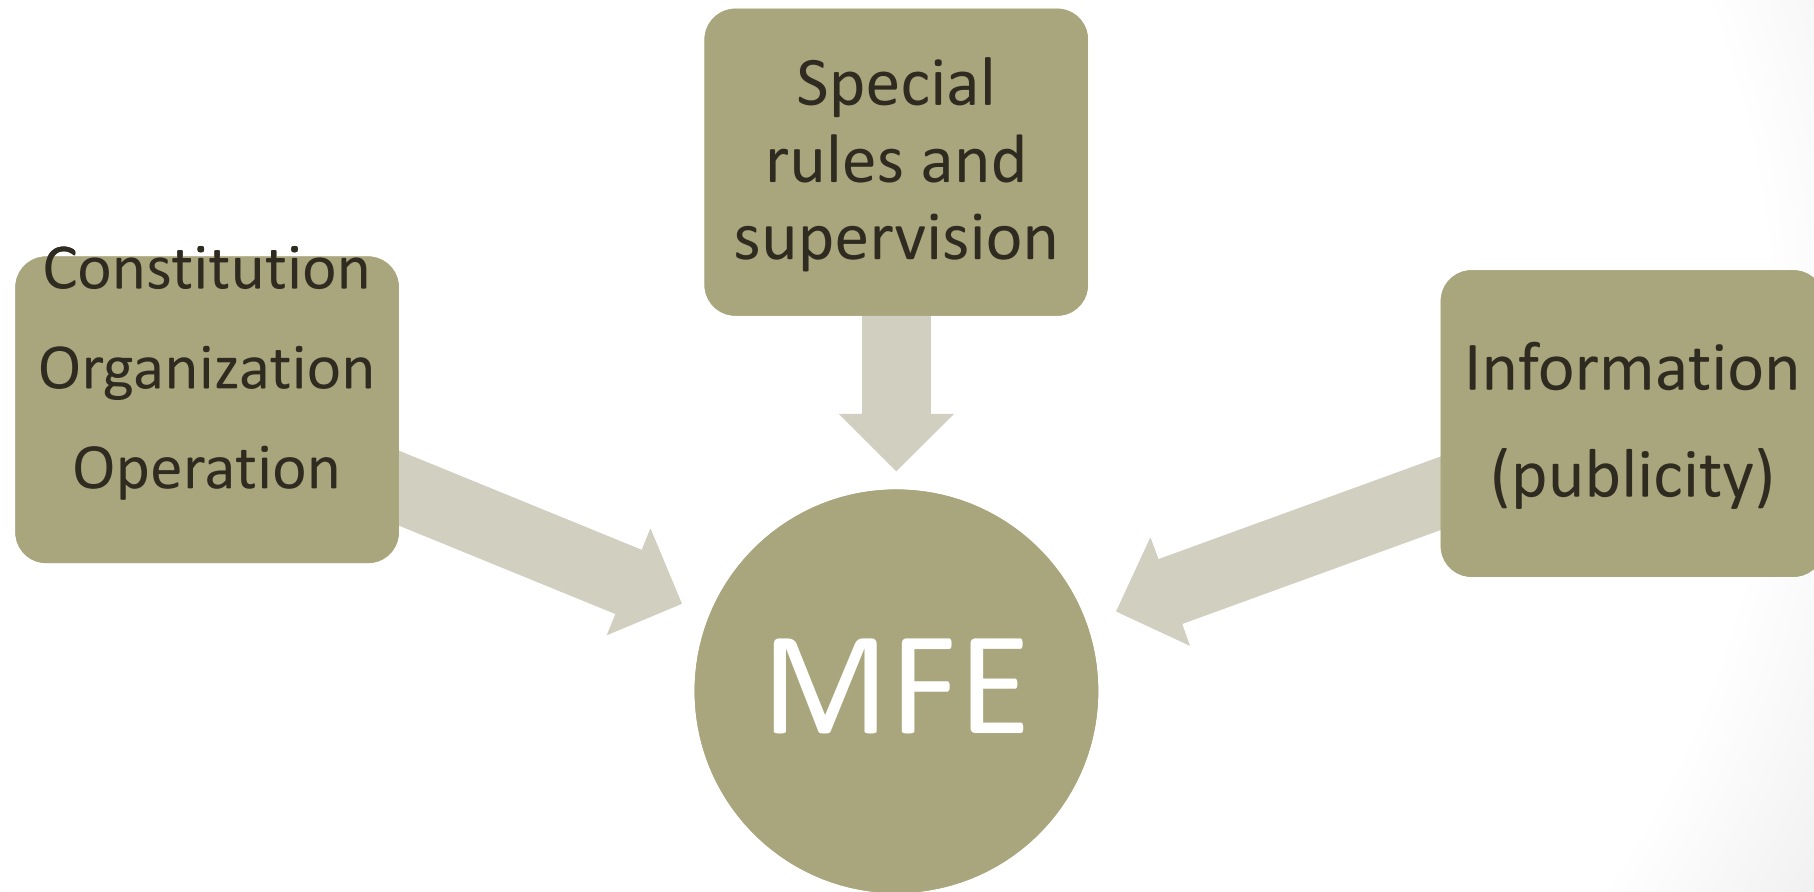 Special
rules and
supervision
Constitution
Organization
Operation
Information
(publicity)
MFE